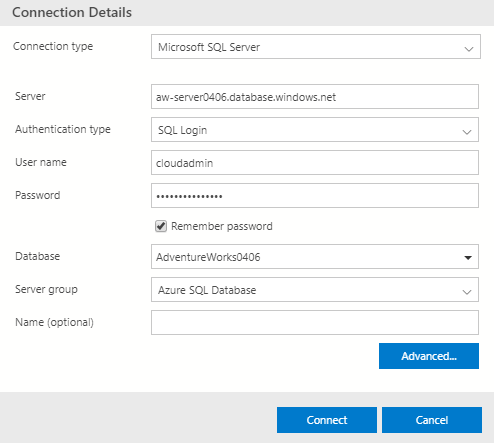 Connection Details
Connection type Microsoft SQL Server
Server aw-server0406.database.windows.net
Authentication type SQL Login
User name cloudadmin
Password •••••••••••••••
Remember password
Database AdventureWorks0406
Server group Azure SQL Database
Name (optional)
Advanced...
Connect Cancel